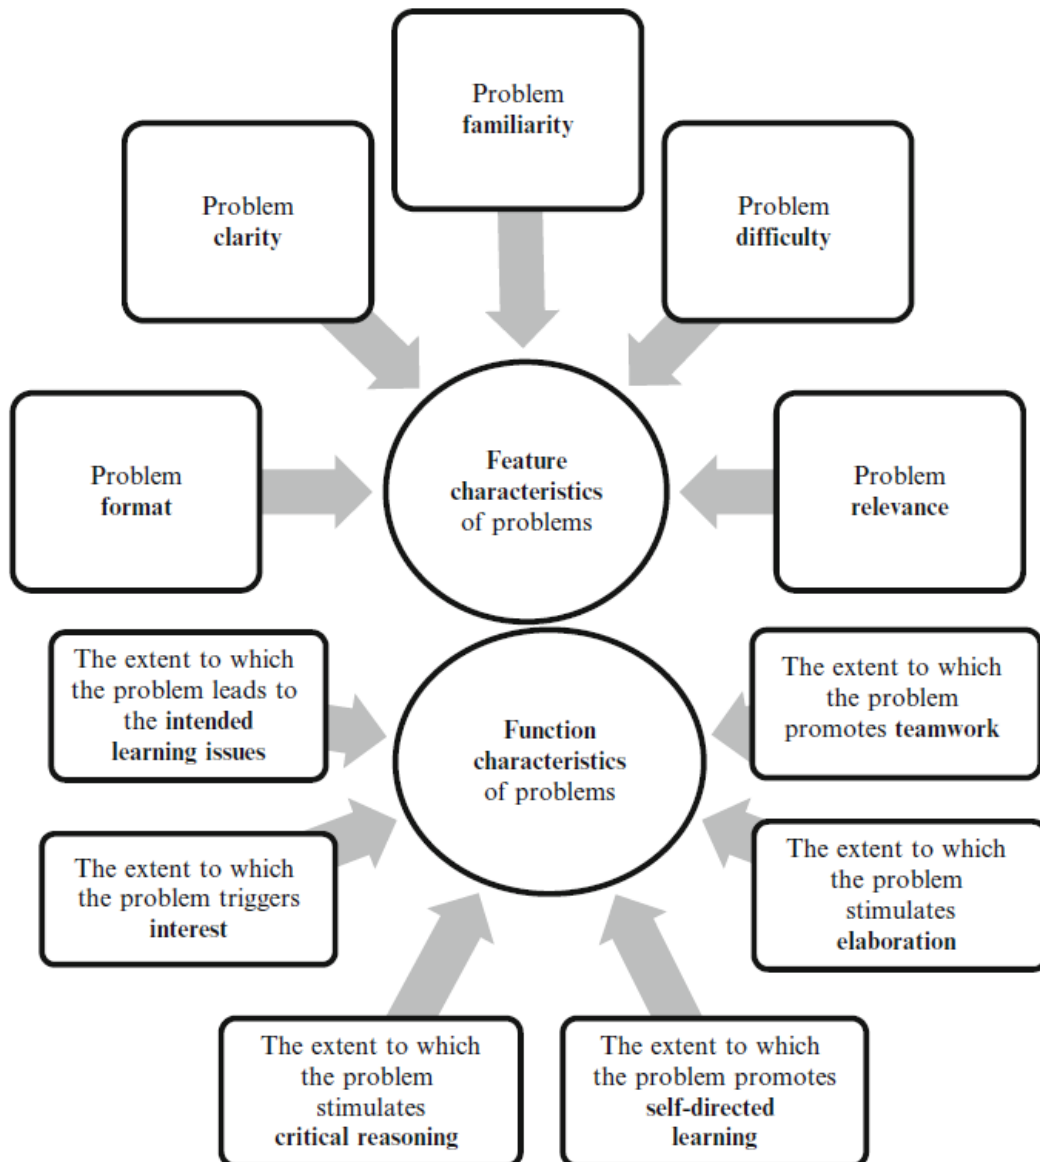 Problem
familiarity
Problem
clarity
Problem
difficulty
Problem
format
Feature
characteristics
of problems
Problem
relevance
The extent to which
the problem leads to
the intended
learning issues
Function
characteristics
of problems
The extent to which
the problem
promotes teamwork
The extent to which
the problem triggers
interest
The extent to which
the problem
stimulates
elaboration
The extent to which
the problem
stimulates
critical reasoning
The extent to which
the problem promotes
self-directed
learning